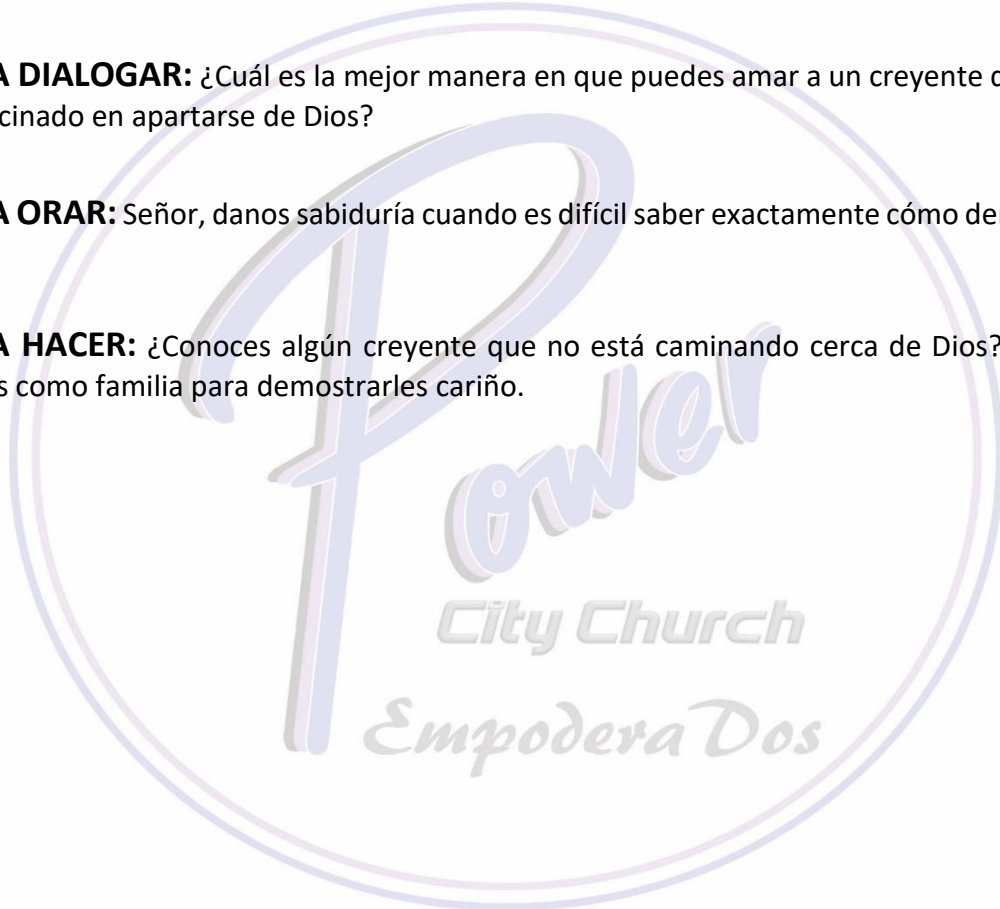 A DIALOGAR: ¿Cuál es la mejor manera en que puedes amar a un creyente
cinado en apartarse de Dios?
A ORAR: Señor, danos sabiduría cuando es difícil saber exactamente cómo
A HACER: ¿Conoces algún creyente que no está caminando cerca de Dios?
s como familia para demostrarles cariño.
Power
City Church
EmpoderaDos